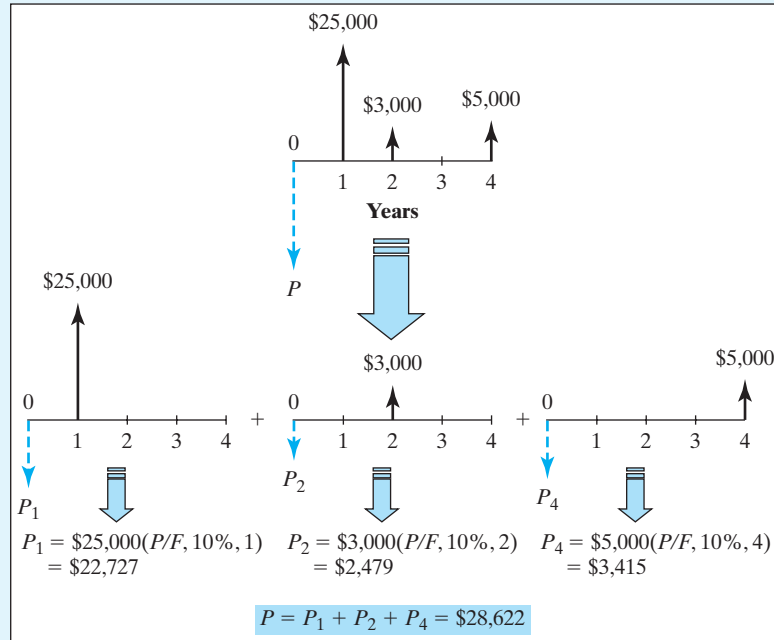 $25,000
$3,000
$5,000
0
1 2 3 4
Years
P
$25,000
0
1 2 3 4
P1
+
$3,000
0
1 2 3 4
P2
+
$5,000
0
1 2 3 4
P4
P1 = $25,000(P/F, 10%, 1)
= $22,727
P2 = $3,000(P/F, 10%, 2)
= $2,479
P4 = $5,000(P/F, 10%, 4)
= $3,415
P = P1 + P2 + P4 = $28,622